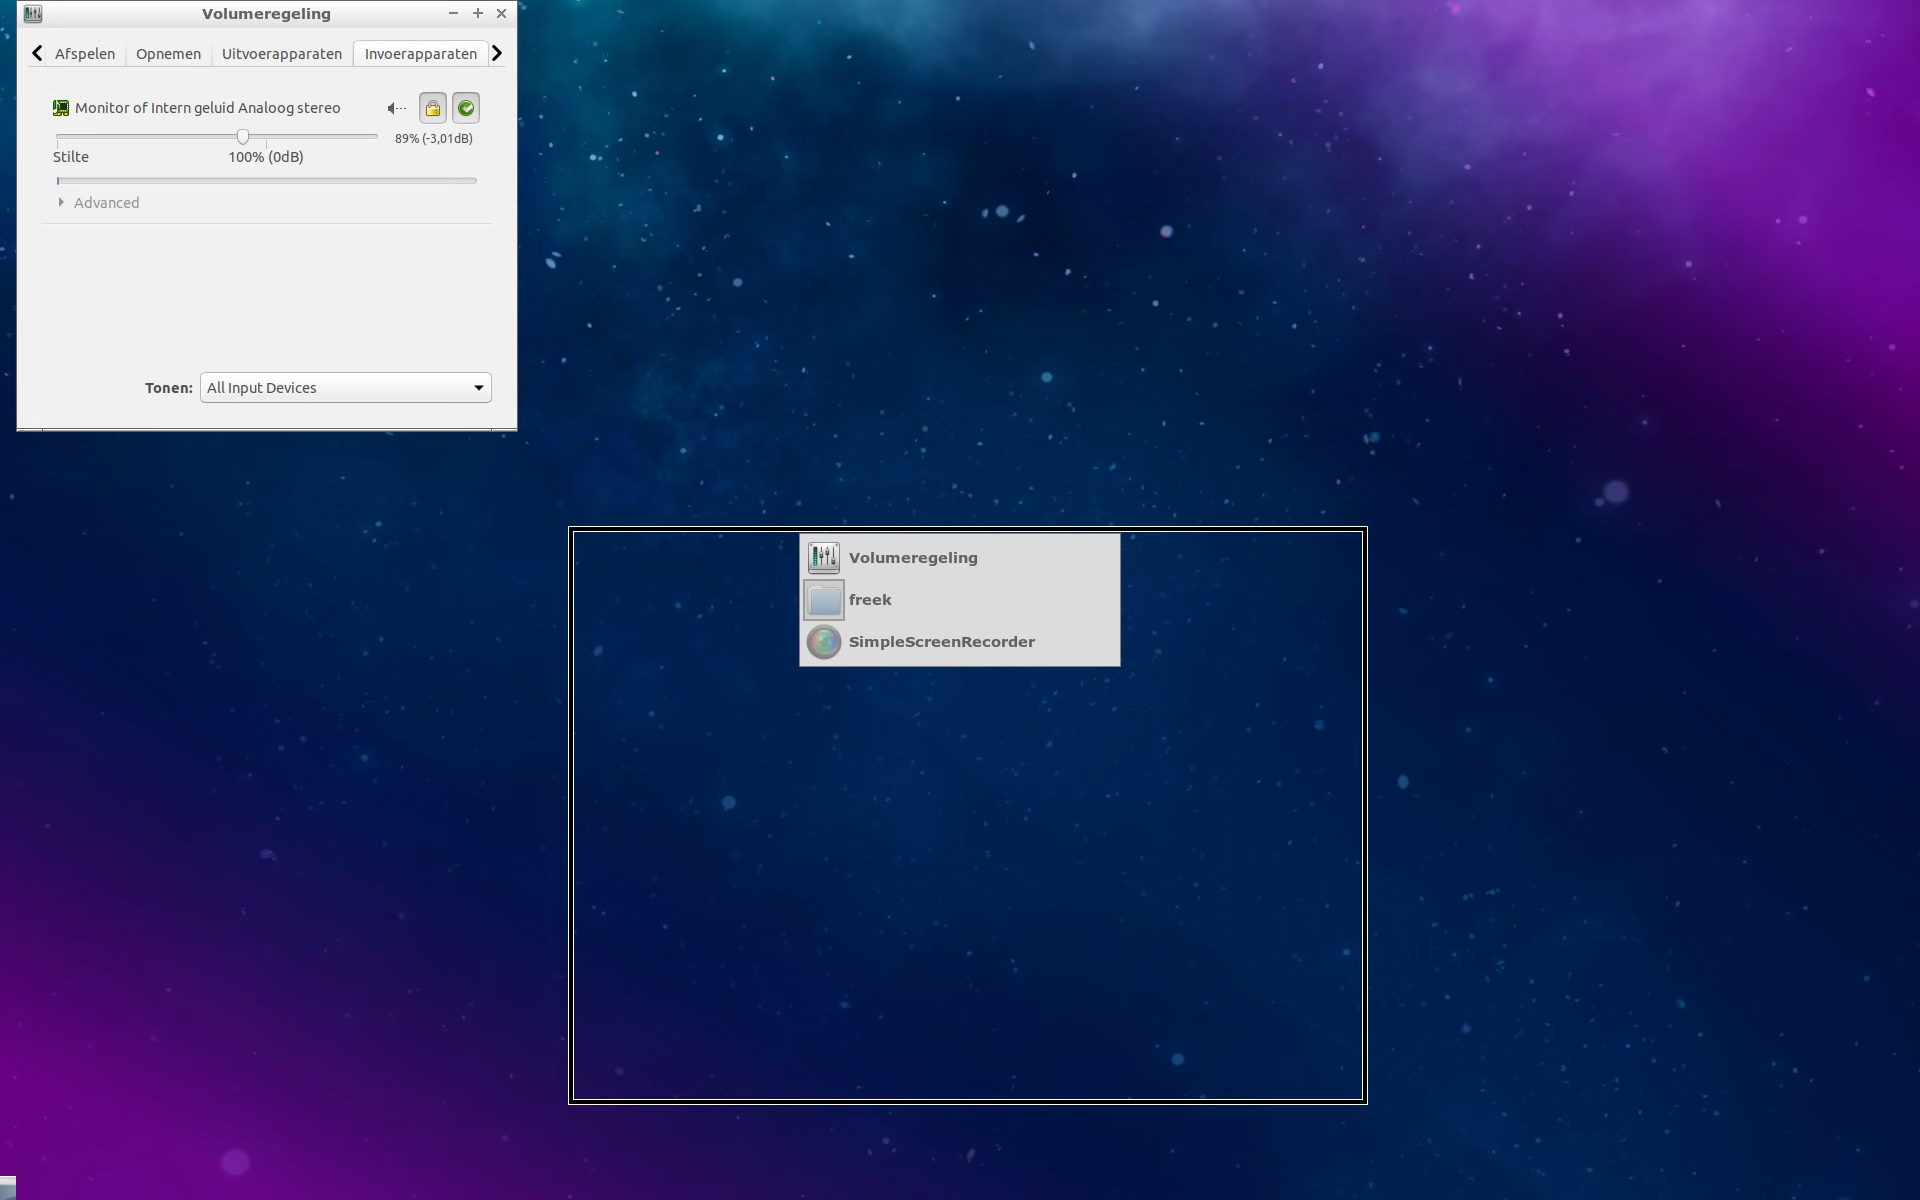 Volumeregeling
Afspelen Opnemen Uitvoerapparaten Invoerapparaten
Monitor of Intern geluid Analoog stereo
89% (-3,01dB)
Stilte 100% (0dB)
Advanced
Tonen: All Input Devices
Volumeregeling
freek
SimpleScreenRecorder